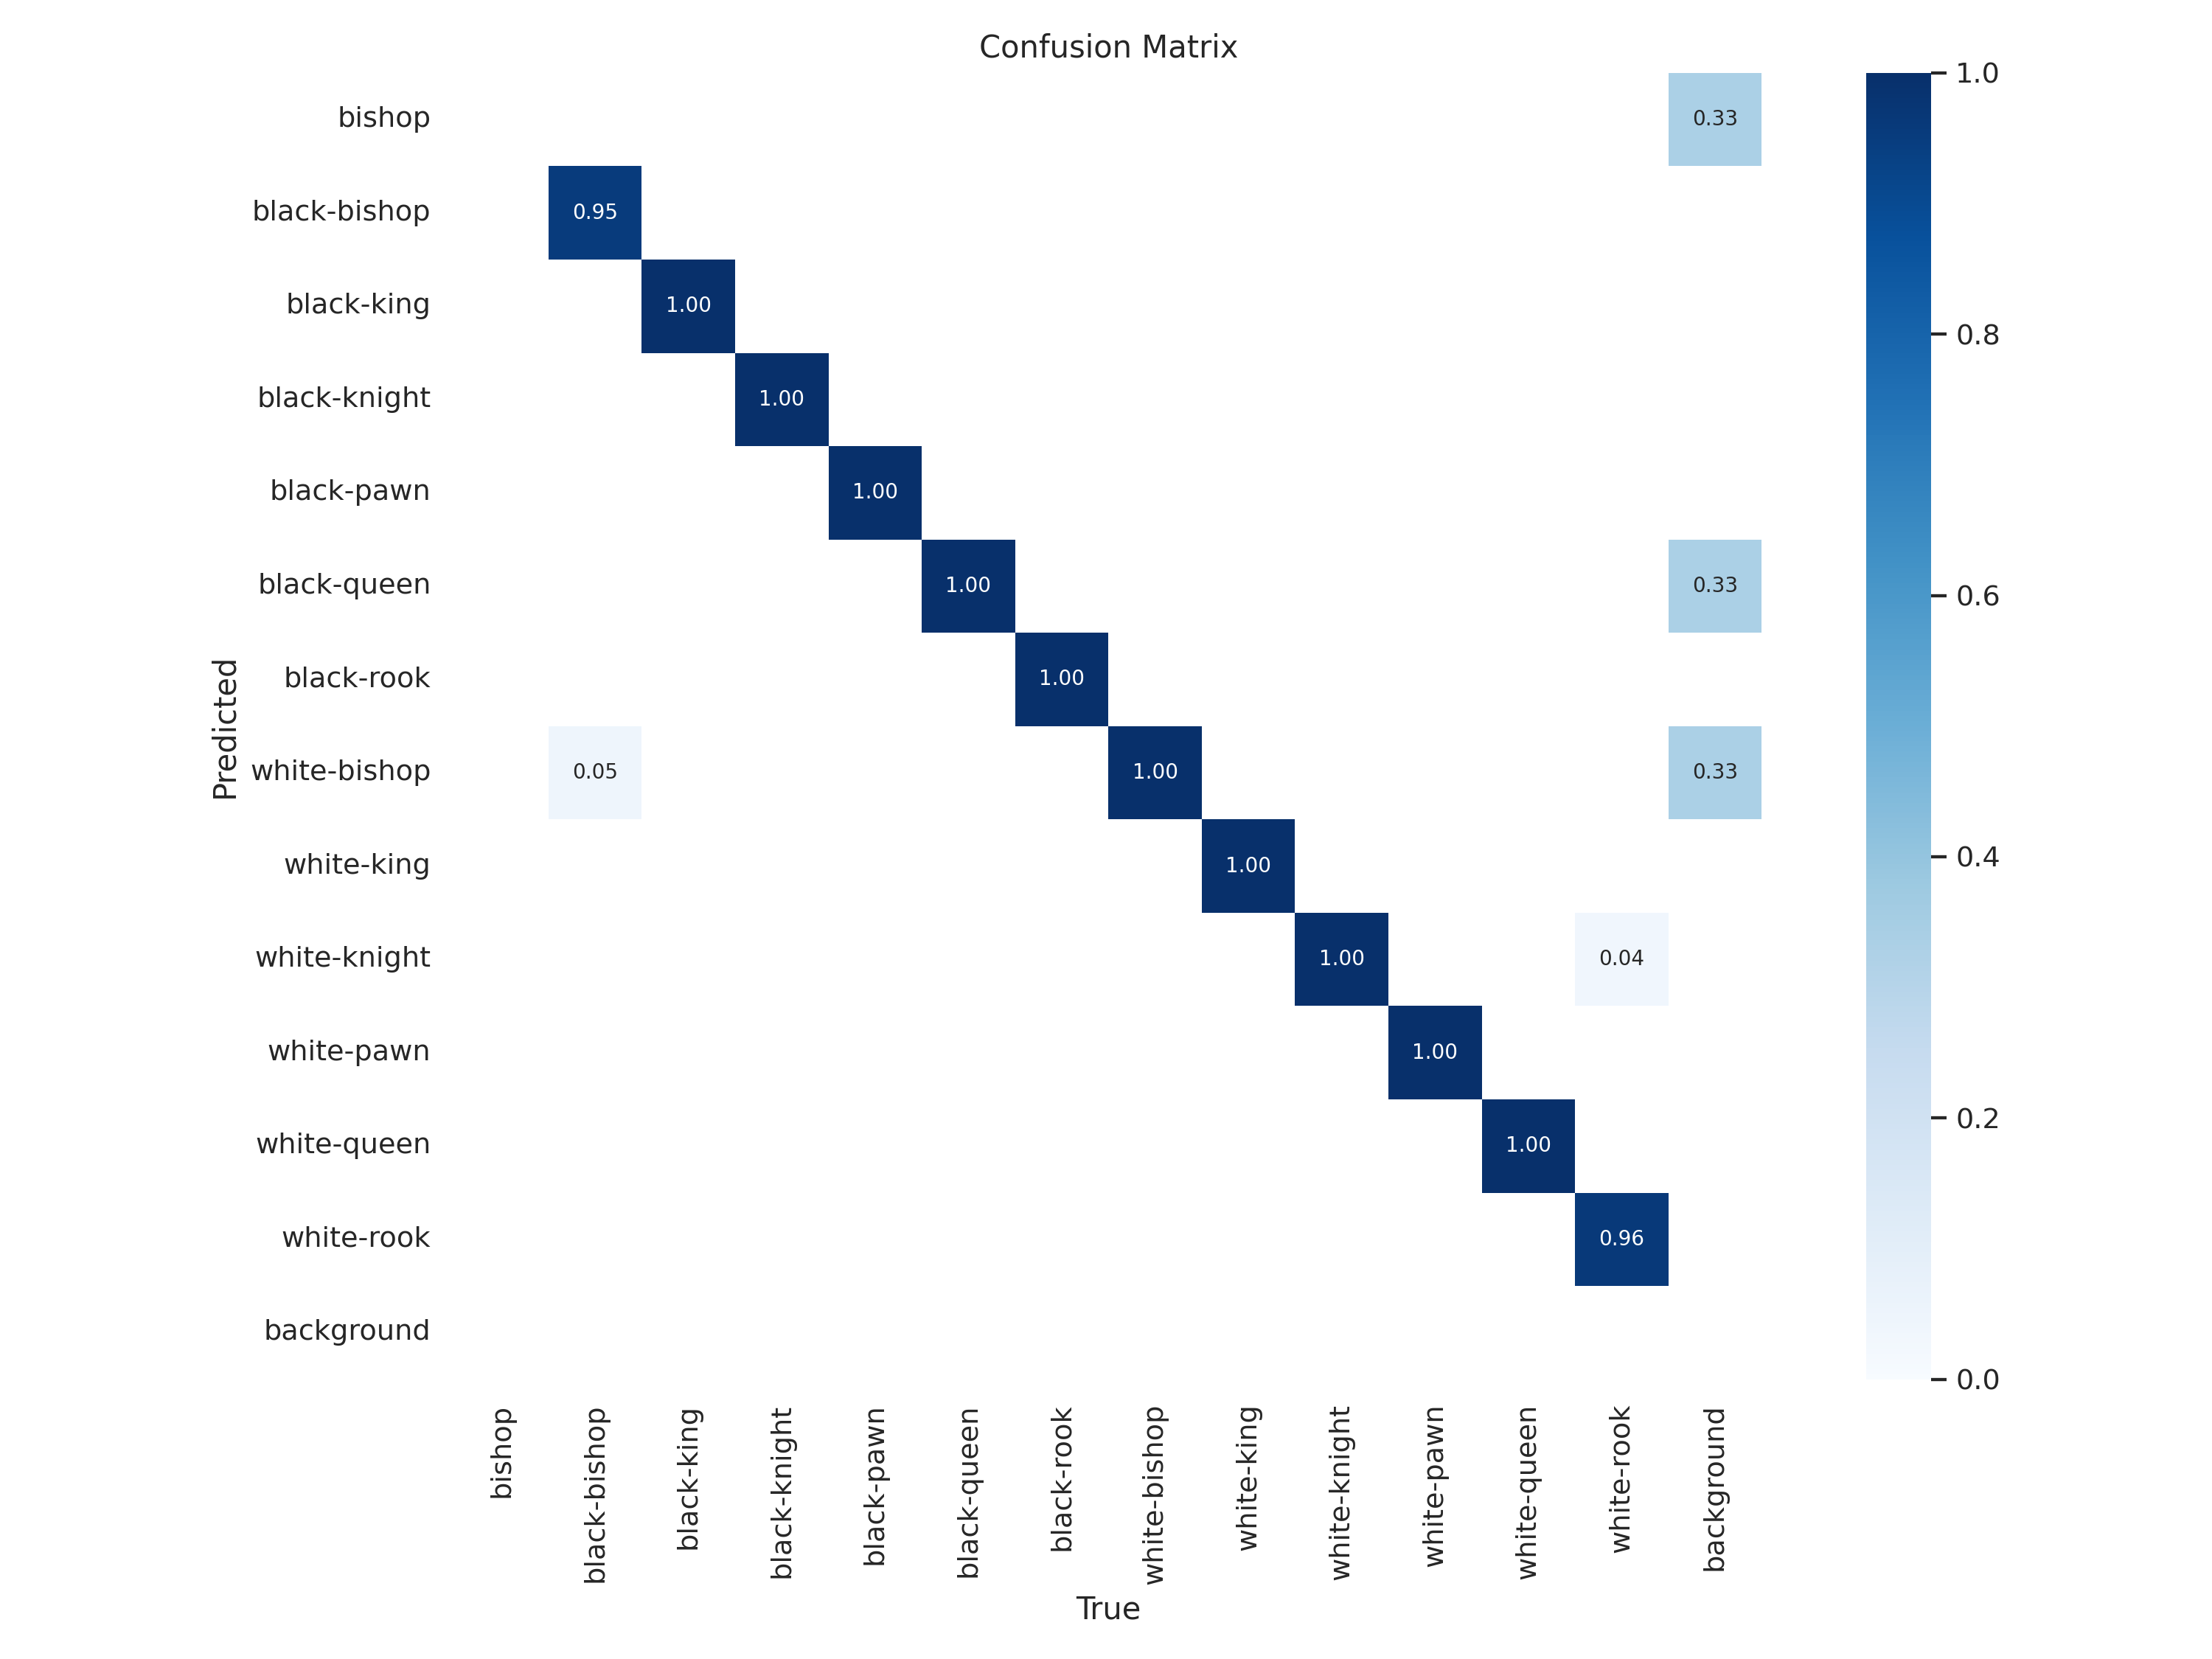 Confusion Matrix
bishop 0.33
black-bishop 0.95
black-king 1.00
black-knight 1.00
black-pawn 1.00
black-queen 1.00 0.33
black-rook 1.00
white-bishop 0.05 1.00 0.33
white-king 1.00
white-knight 1.00 0.04
white-pawn 1.00
white-queen 1.00
white-rook 0.96
background
Predicted
bishop
black-bishop
black-king
black-knight
black-pawn
black-queen
black-rook
white-bishop
white-king
white-knight
white-pawn
white-queen
white-rook
background
True
1.0
0.8
0.6
0.4
0.2
0.0